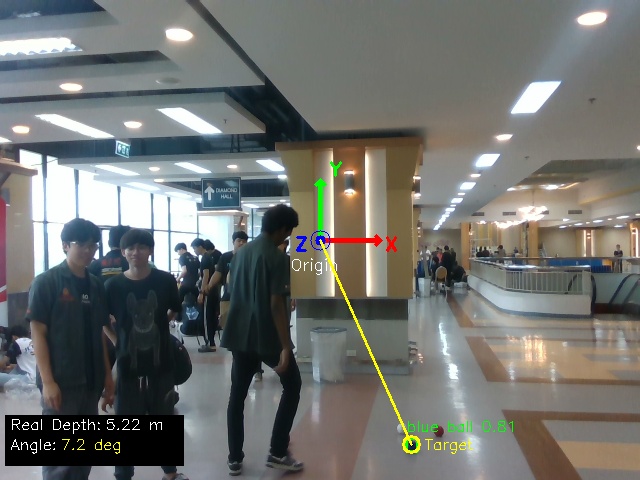 DIAMOND
HALL
Y
Z
X
Origin
blue ball 0.81
Target
Real Depth: 5.22 m
Angle: 7.2 deg